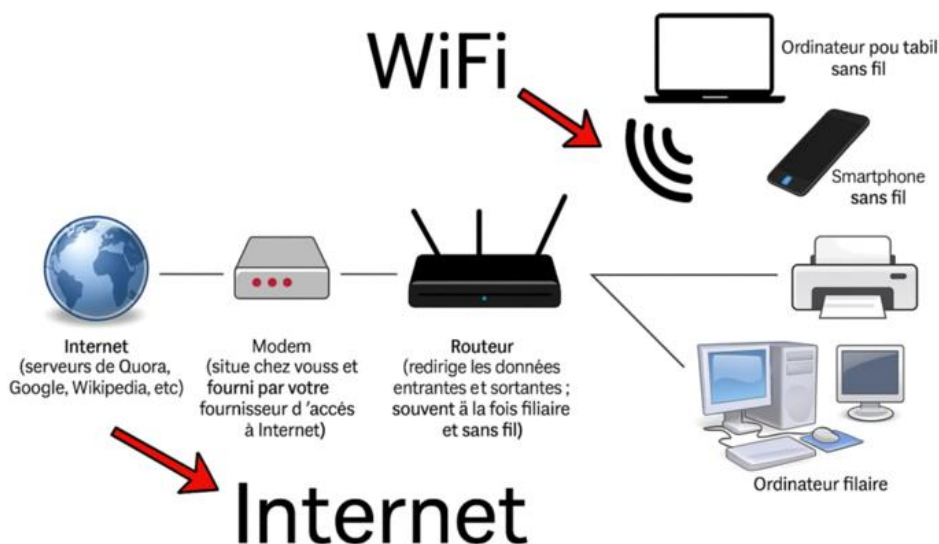 WiFi
Ordinateur pou tabil
sans fil
Smartphone
sans fil
Internet
(serveurs de Quora,
Google, Wikipedia, etc)
Modem
(situe chez vouss et
fourni par votre
fournisseur d 'accés
à Internet)
Routeur
(redirige les données
entrantes et sortantes ;
souvent ä la fois filiaire
et sans fil)
Ordinateur filaire
Internet